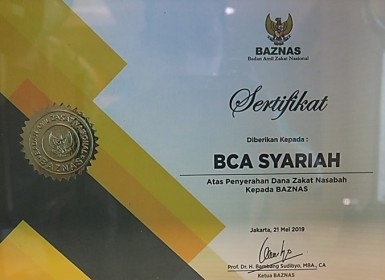 BAZNAS
Badan Amil Zakat Nasional
Sertifikat
Diberikan Kepada :
BCA SYARIAH
Atas Penyerahan Dana Zakat Nasabah
Kepada BAZNAS
Jakarta, 21 Mei 2019
Prof. Dr. H. Bambang Sudibyo, MBA., CA
Ketua BAZNAS